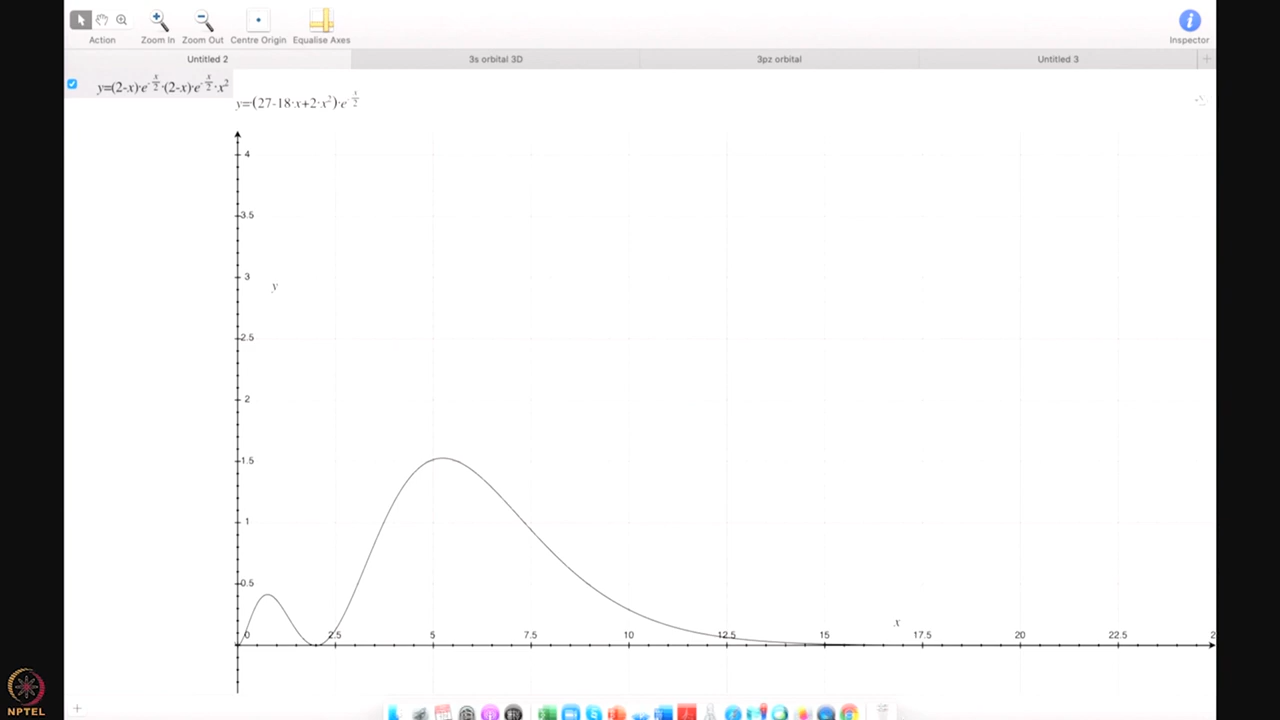 Action Zoom In Zoom Out Centre Origin Equalise Axes Inspector
Untitled 2 3s orbital 3D 3pz orbital Untitled 3
y=(2-x)·e^-x/2·(2-x)·e^-x/2·x²
y=(27-18·x+2·x²)·e^-x/2
4
3.5
3
y
2.5
2
1.5
1
0.5
x
0 2.5 5 7.5 10 12.5 15 17.5 20 22.5 2
NPTEL